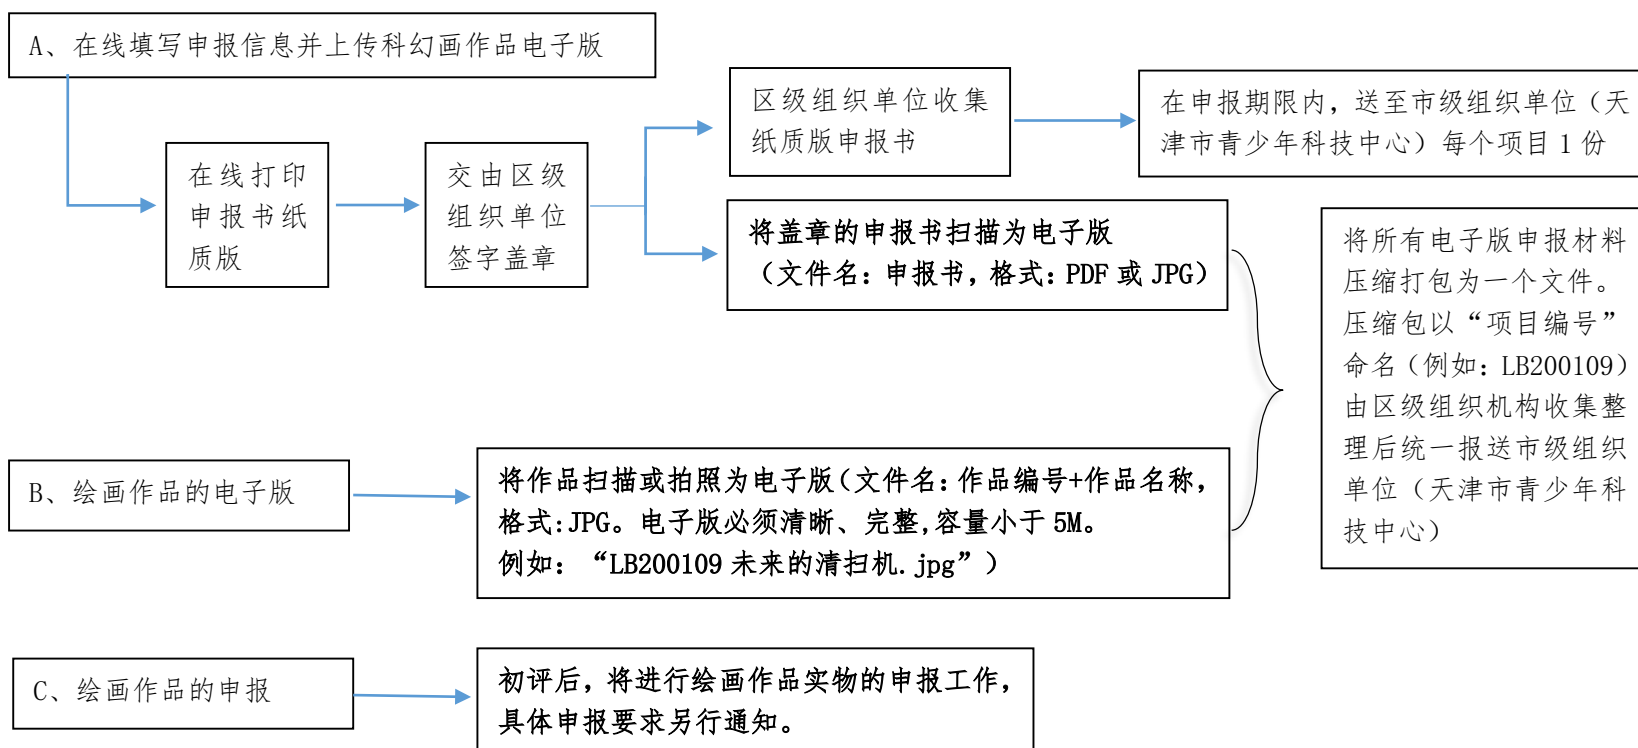 A、在线填写申报信息并上传科幻画作品电子版
区级组织单位收集
纸质版申报书
在申报期限内，送至市级组织单位（天
津市青少年科技中心）每个项目 1 份
在线打印
申报书纸
质版
交由区级
组织单位
签字盖章
将盖章的申报书扫描为电子版
（文件名：申报书，格式：PDF 或 JPG）
将所有电子版申报材料
压缩打包为一个文件。
压缩包以“项目编号”
命名（例如：LB200109）
由区级组织机构收集整
理后统一报送市级组织
单位（天津市青少年科
技中心）
B、绘画作品的电子版
将作品扫描或拍照为电子版（文件名：作品编号+作品名称，
格式:JPG。电子版必须清晰、完整,容量小于 5M。
例如：“LB200109 未来的清扫机.jpg”）
C、绘画作品的申报
初评后，将进行绘画作品实物的申报工作，
具体申报要求另行通知。